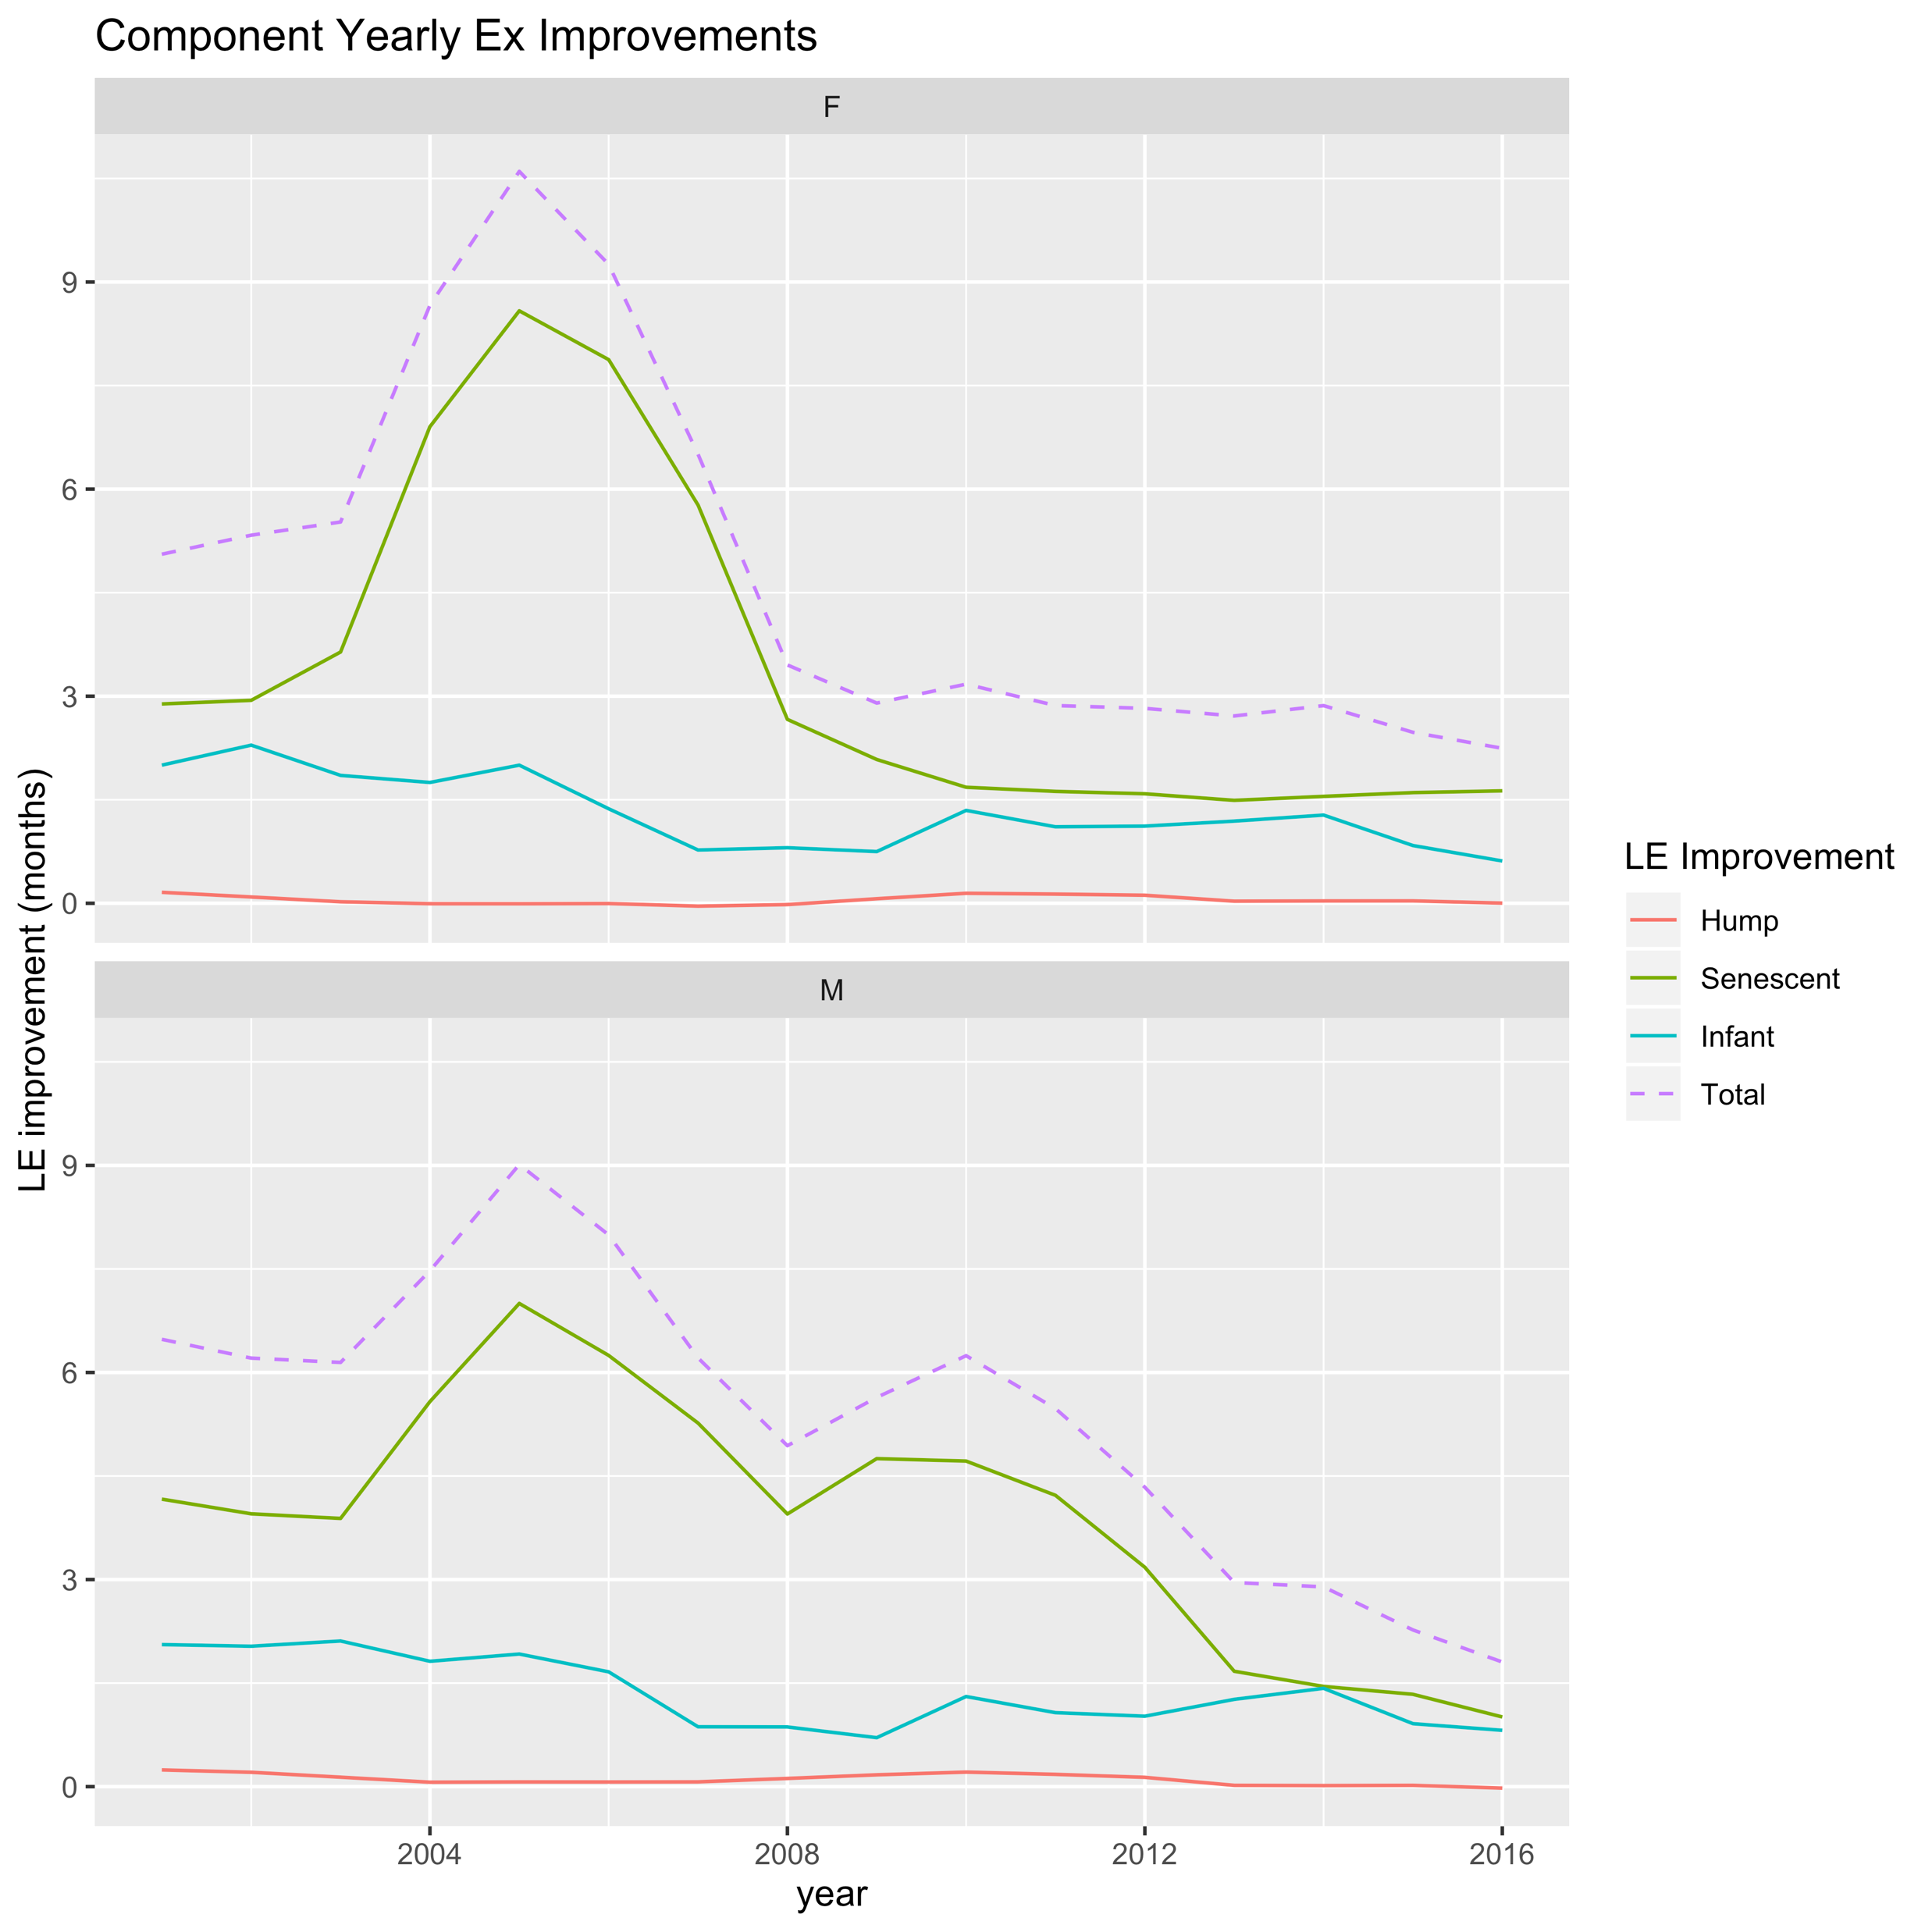 Component Yearly Ex Improvements
F
9
6
3
0
M
9
6
3
0
2004 2008 2012 2016
year
LE improvement (months)
LE Improvement
Hump
Senescent
Infant
Total